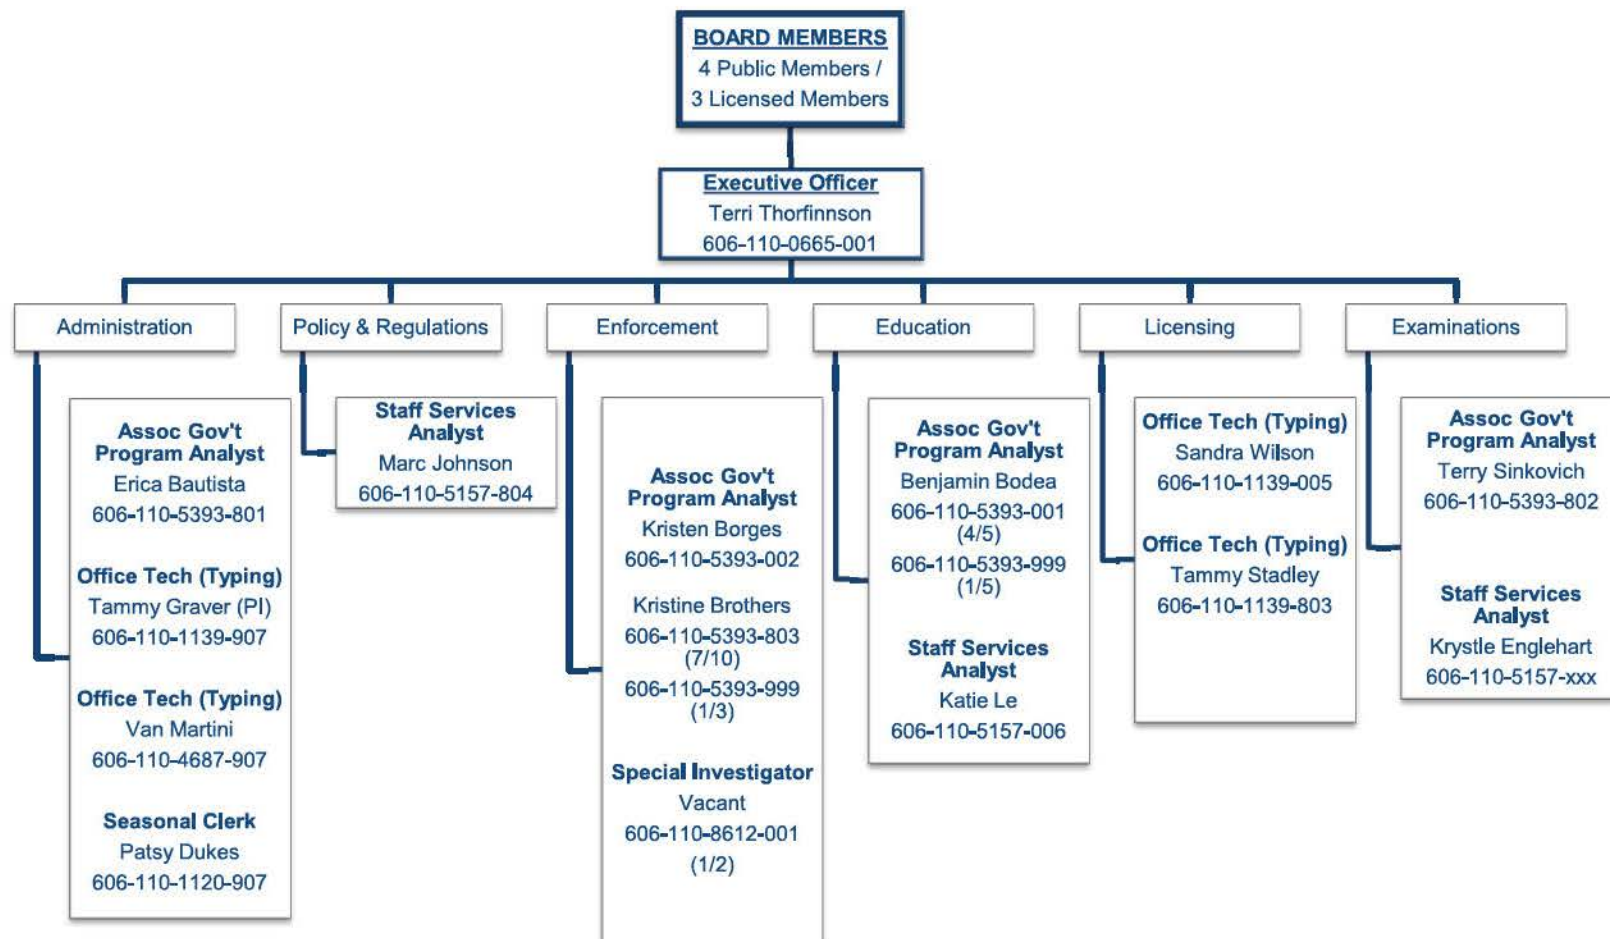 BOARD MEMBERS
4 Public Members /
3 Licensed Members
Executive Officer
Terri Thorfinnson
606-110-0665-001
Administration
Policy & Regulations
Enforcement
Education
Licensing
Examinations
Assoc Gov't
Program Analyst
Erica Bautista
606-110-5393-801
Office Tech (Typing)
Tammy Graver (PI)
606-110-1139-907
Office Tech (Typing)
Van Martini
606-110-4687-907
Seasonal Clerk
Patsy Dukes
606-110-1120-907
Staff Services
Analyst
Marc Johnson
606-110-5157-804
Assoc Gov't
Program Analyst
Kristen Borges
606-110-5393-002
Kristine Brothers
606-110-5393-803
(7/10)
606-110-5393-999
(1/3)
Special Investigator
Vacant
606-110-8612-001
(1/2)
Assoc Gov't
Program Analyst
Benjamin Bodea
606-110-5393-001
(4/5)
606-110-5393-999
(1/5)
Staff Services
Analyst
Katie Le
606-110-5157-006
Office Tech (Typing)
Sandra Wilson
606-110-1139-005
Office Tech (Typing)
Tammy Stadley
606-110-1139-803
Assoc Gov't
Program Analyst
Terry Sinkovich
606-110-5393-802
Staff Services
Analyst
Krystle Englehart
606-110-5157-xxx